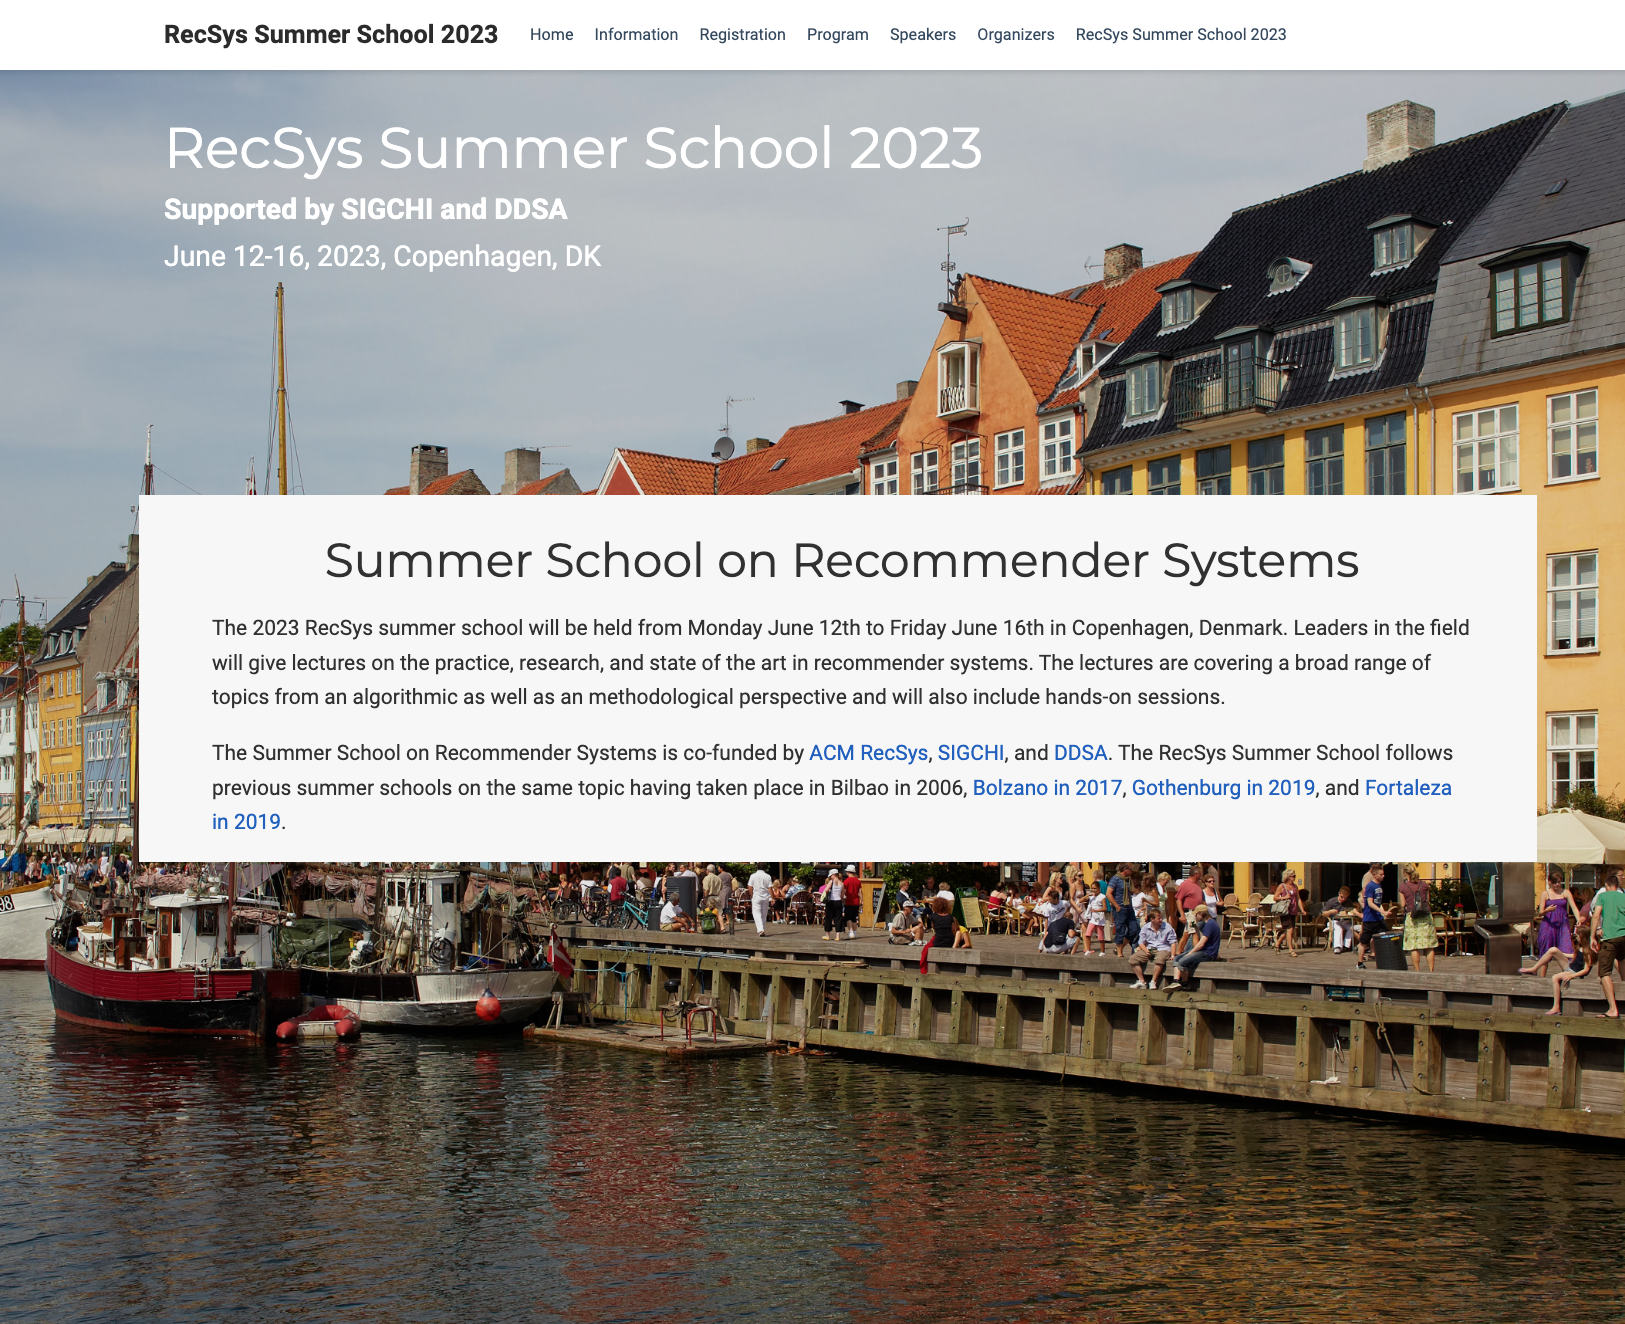 RecSys Summer School 2023 Home Information Registration Program Speakers Organizers RecSys Summer School 2023
RecSys Summer School 2023
Supported by SIGCHI and DDSA
June 12-16, 2023, Copenhagen, DK
Summer School on Recommender Systems
The 2023 RecSys summer school will be held from Monday June 12th to Friday June 16th in Copenhagen, Denmark. Leaders in the field
will give lectures on the practice, research, and state of the art in recommender systems. The lectures are covering a broad range of
topics from an algorithmic as well as an methodological perspective and will also include hands-on sessions.
The Summer School on Recommender Systems is co-funded by ACM RecSys, SIGCHI, and DDSA. The RecSys Summer School follows
previous summer schools on the same topic having taken place in Bilbao in 2006, Bolzano in 2017, Gothenburg in 2019, and Fortaleza
in 2019.